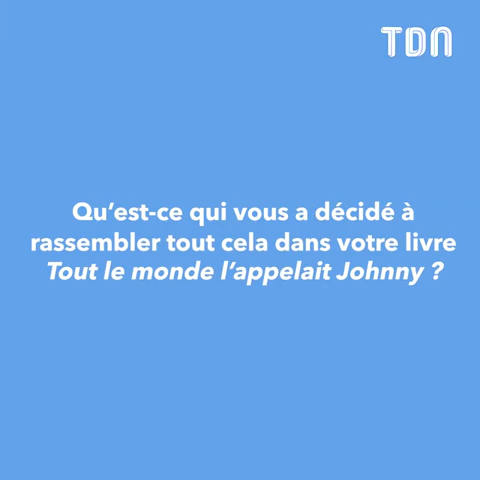 TDN
Qu’est-ce qui vous a décidé à
rassembler tout cela dans votre livre
Tout le monde l’appelait Johnny ?